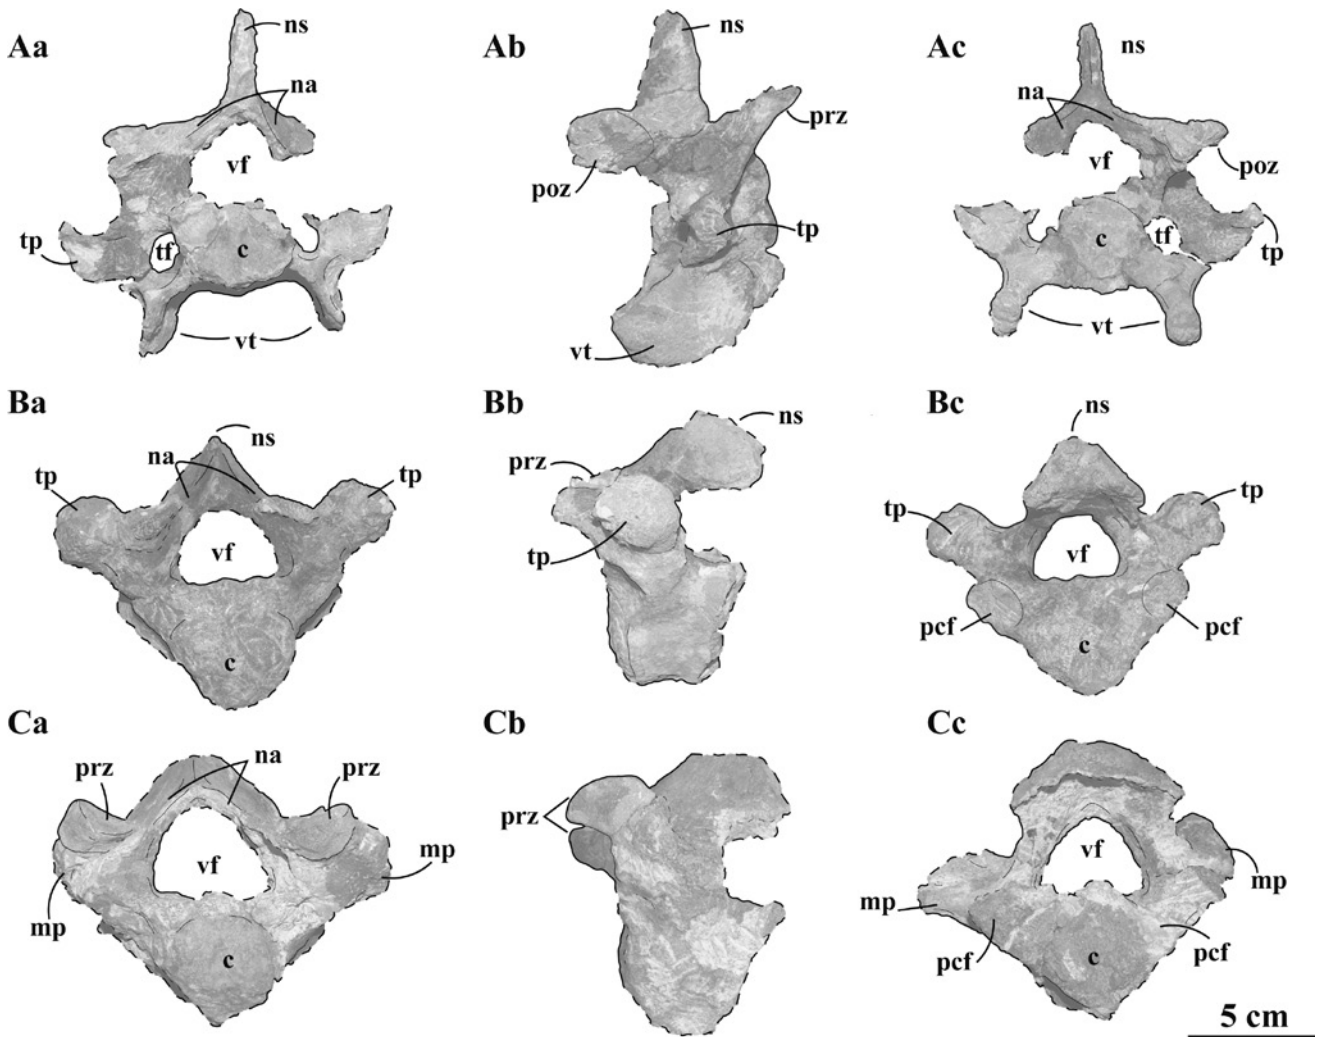 Aa
ns
na
vf
tp
tf
c
vt
Ab
ns
prz
poz
tp
vt
Ac
ns
na
vf
poz
c
tf
tp
vt
Ba
ns
na
tp
tp
vf
c
Bb
ns
prz
tp
Bc
ns
tp
tp
vf
pcf
pcf
c
Ca
na
prz
prz
vf
mp
mp
c
Cb
prz
Cc
vf
mp
mp
pcf
pcf
c
5 cm